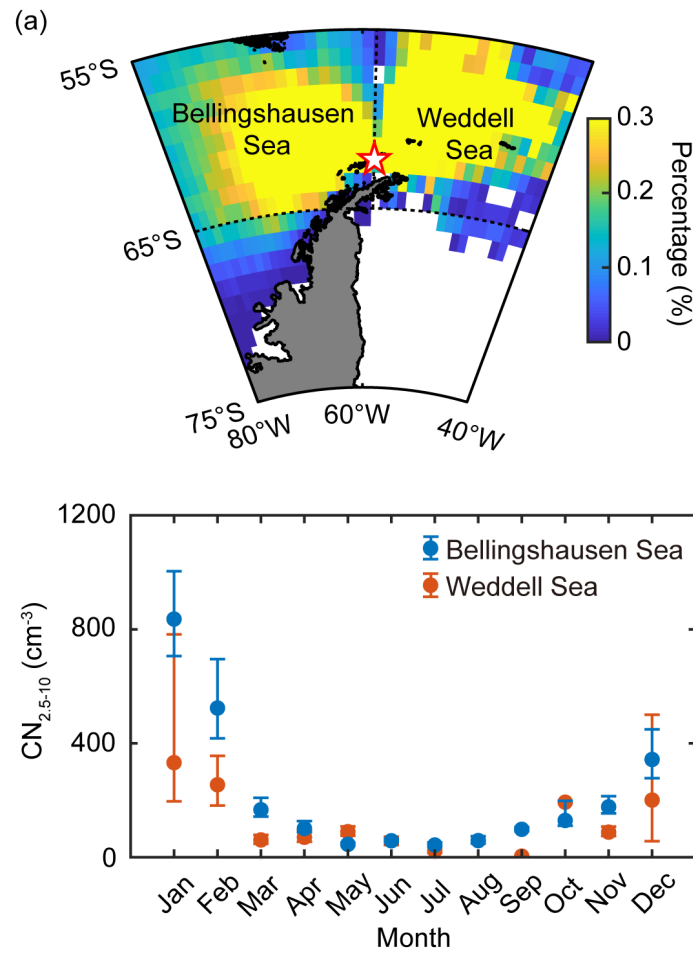 (a)
55°S
Bellingshausen
Sea
Weddell
Sea
65°S
75°S
80°W
60°W
40°W
0.3
0.2
0.1
0
Percentage (%)
1200
800
400
0
CN2.5-10 (cm-3)
Bellingshausen Sea
Weddell Sea
Jan
Feb
Mar
Apr
May
Jun
Jul
Aug
Sep
Oct
Nov
Dec
Month